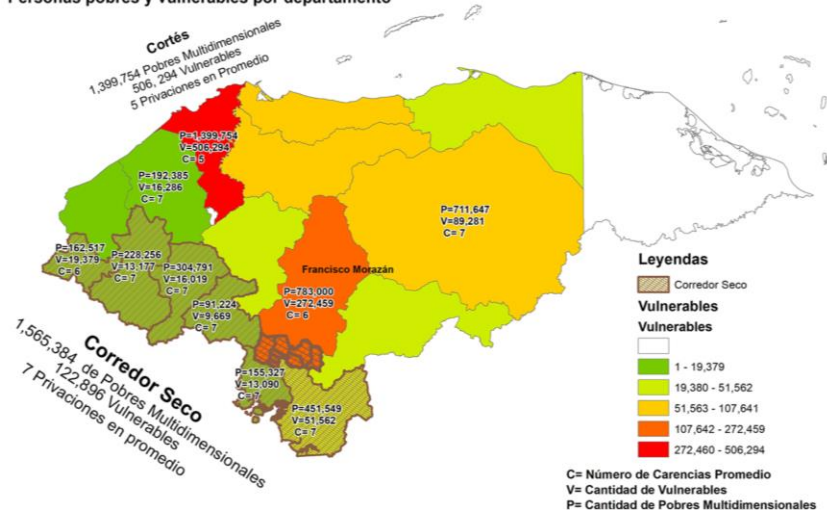 Personas pobres y vulnerables por departamento
Cortés
1,399,754 Pobres Multidimensionales
506, 294 Vulnerables
5 Privaciones en Promedio
P=1,399,754
V=506,294
C= 5
P=192,385
V=16,286
C= 7
P=711,647
V=89,281
C= 7
P=162,517
V=19,379
C= 6
P=228,256
V=13,177
C= 7
P=304,791
V=16,019
C= 7
Francisco Morazán
P=783,000
V=272,459
C= 6
P=91,224
V=9,669
C= 7
P=155,327
V=13,090
C= 7
P=451,549
V=51,562
C= 7
Corredor Seco
1,565,384 de Pobres Multidimensionales
122,896 Vulnerables
7 Privaciones en promedio
Leyendas
Corredor Seco
Vulnerables
Vulnerables
1 - 19,379
19,380 - 51,562
51,563 - 107,641
107,642 - 272,459
272,460 - 506,294
C= Número de Carencias Promedio
V= Cantidad de Vulnerables
P= Cantidad de Pobres Multidimensionales